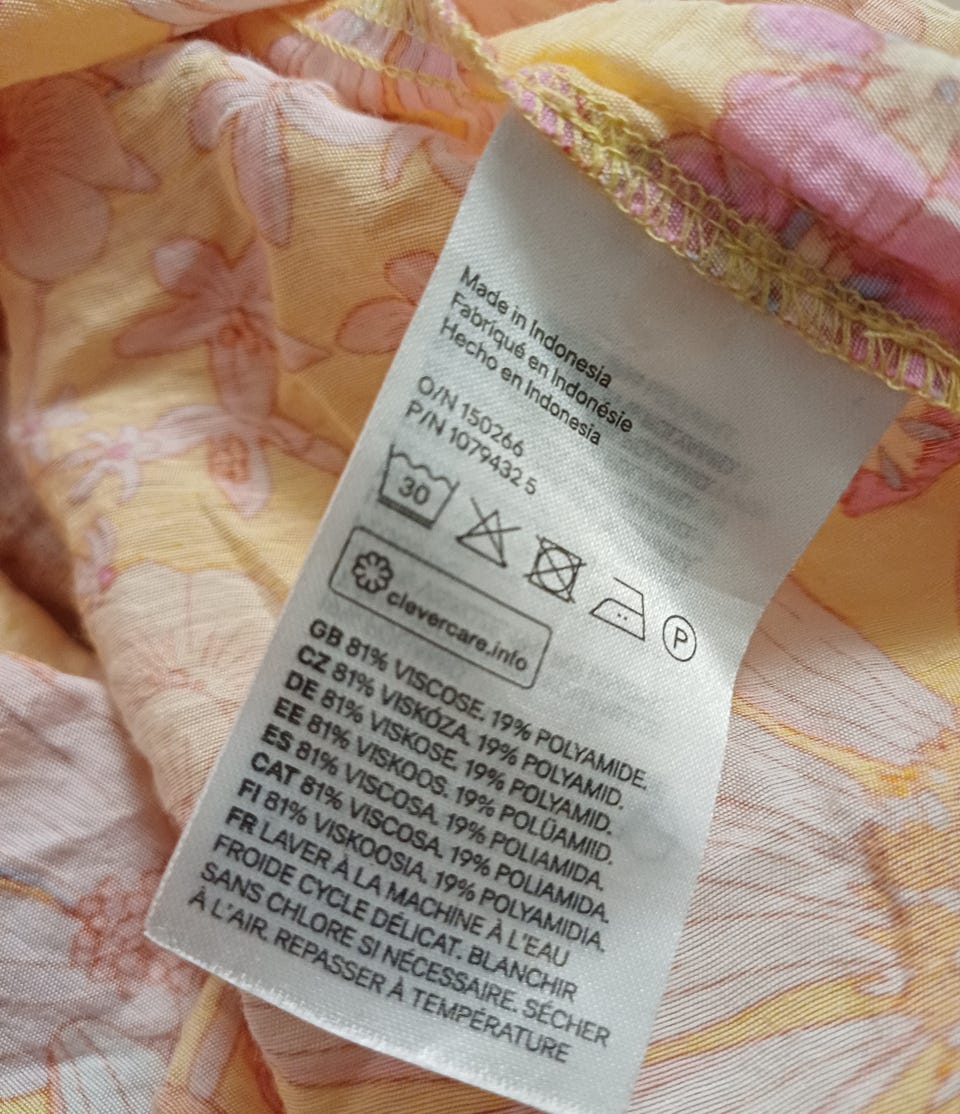 Made in Indonesia
Fabriqué en Indonésie
Hecho en Indonesia
O/N 150266
P/N 1079432 5
30
P
clevercare.info
GB 81% VISCOSE. 19% POLYAMIDE.
CZ 81% VISKÓZA. 19% POLYAMID.
DE 81% VISKOSE. 19% POLYAMID.
EE 81% VISKOOS. 19% POLÜAMIID.
ES 81% VISCOSA. 19% POLIAMIDA.
CAT 81% VISCOSA. 19% POLIAMIDA.
FI 81% VISKOOSIA. 19% POLYAMIDIA.
FR LAVER À LA MACHINE À L'EAU
FROIDE CYCLE DÉLICAT. BLANCHIR
SANS CHLORE SI NÉCESSAIRE. SÉCHER
À L'AIR. REPASSER À TEMPÉRATURE